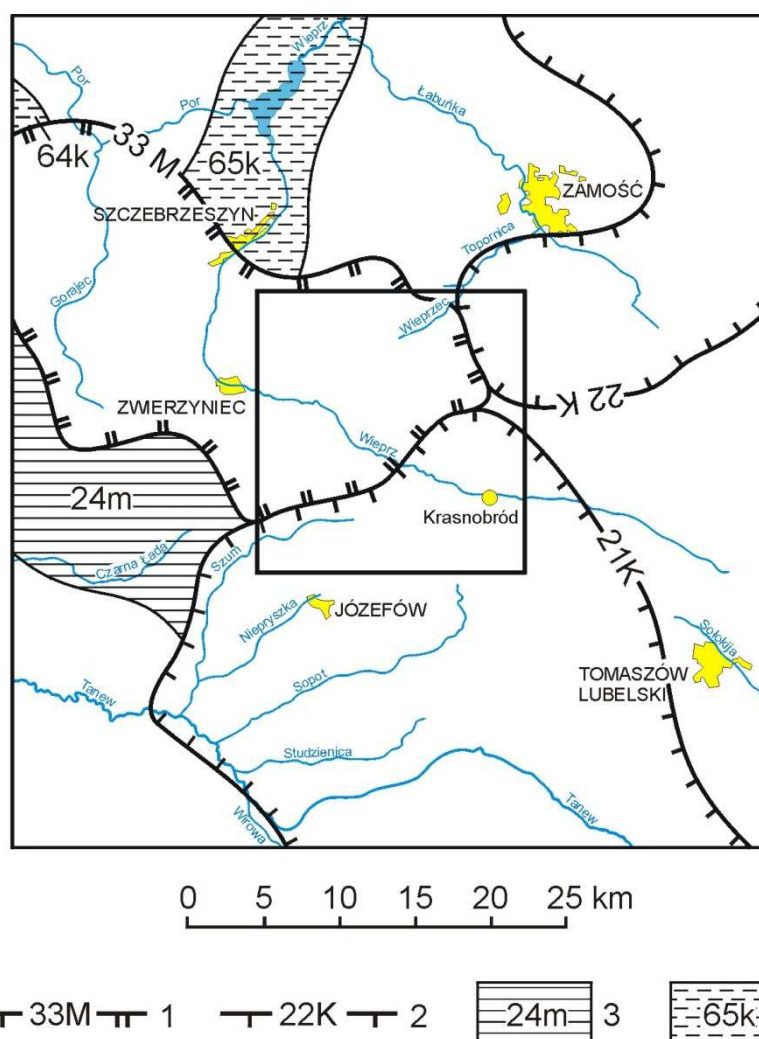 Wieprz
Por
Łabuńka
Por
33 M
64k
65k
ZAMOŚĆ
SZCZEBRZESZYN
Topornica
Gorajec
Wieprzec
ZWIERZYNIEC
22 K
Wieprz
24m
Krasnobród
21K
Czarna Łada
Szum
Niepryszka
JÓZEFÓW
Sołokija
TOMASZÓW
LUBELSKI
Sopot
Tanew
Studzienica
Tanew
Wirowa
0 5 10 15 20 25 km
33M 1 22K 2 24m 3 65k